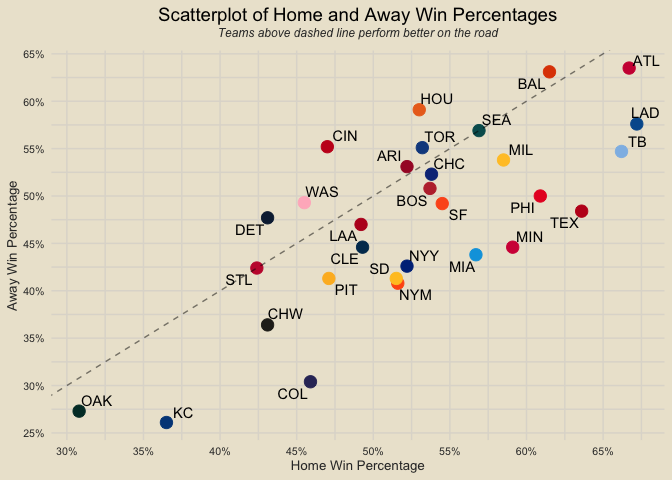 Scatterplot of Home and Away Win Percentages
Teams above dashed line perform better on the road
65%
60%
55%
50%
45%
40%
35%
30%
25%
Away Win Percentage
ATL
BAL
HOU
LAD
SEA
CIN
TOR
TB
MIL
ARI
CHC
WAS
BOS
SF
PHI
TEX
DET
LAA
MIN
CLE
NYY
SD
MIA
STL
PIT
NYM
CHW
COL
OAK
KC
30%
35%
40%
45%
50%
55%
60%
65%
Home Win Percentage